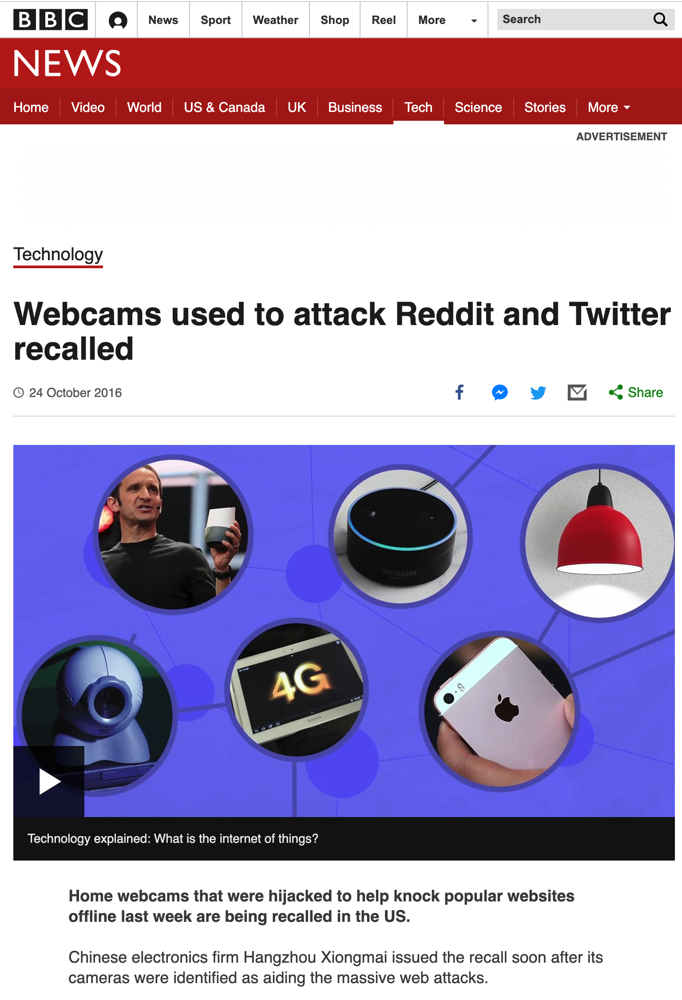 BBC
News
Sport
Weather
Shop
Reel
More
Search
NEWS
Home
Video
World
US & Canada
UK
Business
Tech
Science
Stories
More
ADVERTISEMENT
Technology
Webcams used to attack Reddit and Twitter
recalled
24 October 2016
Share
amazon
4G
Google
10:07
SAMSUNG
Technology explained: What is the internet of things?
Home webcams that were hijacked to help knock popular websites
offline last week are being recalled in the US.
Chinese electronics firm Hangzhou Xiongmai issued the recall soon after its
cameras were identified as aiding the massive web attacks.